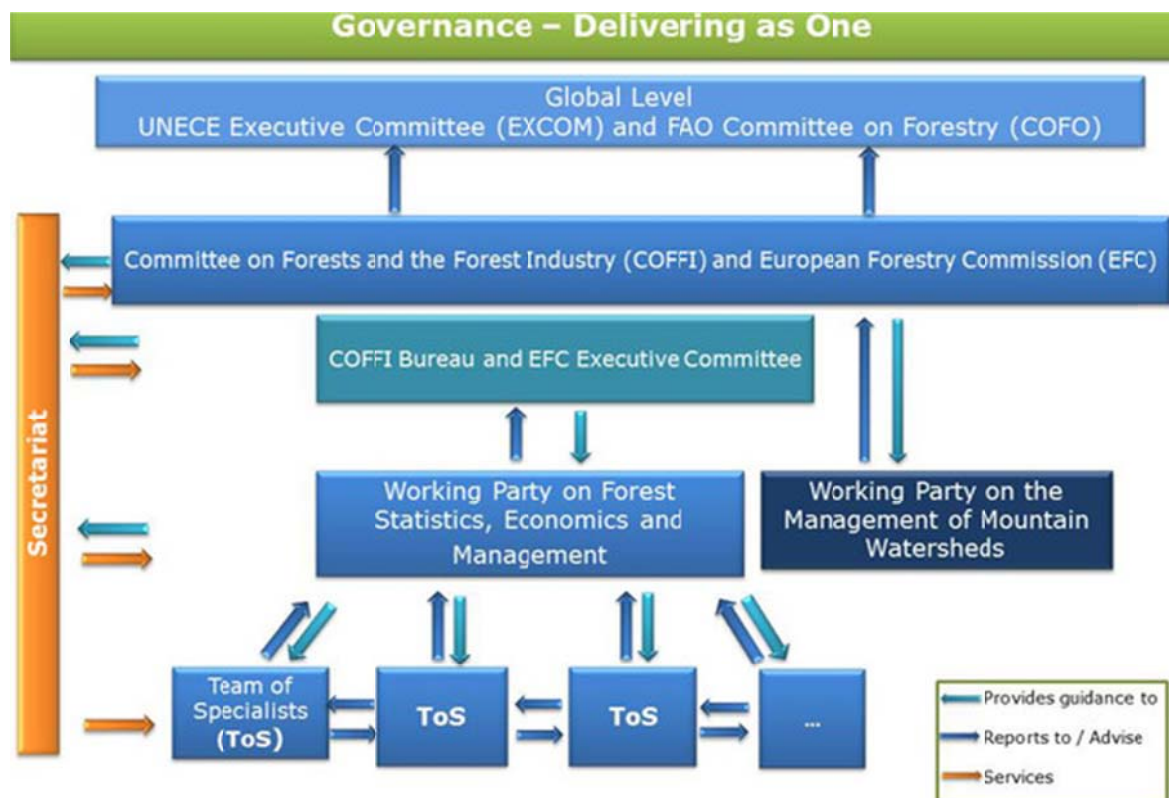 Governance – Delivering as One
Global Level
UNECE Executive Committee (EXCOM) and FAO Committee on Forestry (COFO)
Committee on Forests and the Forest Industry (COFFI) and European Forestry Commission (EFC)
COFFI Bureau and EFC Executive Committee
Secretariat
Working Party on Forest
Statistics, Economics and
Management
Working Party on the
Management of Mountain
Watersheds
Team of
Specialists
(ToS)
ToS
ToS
...
Provides guidance to
Reports to / Advise
Services